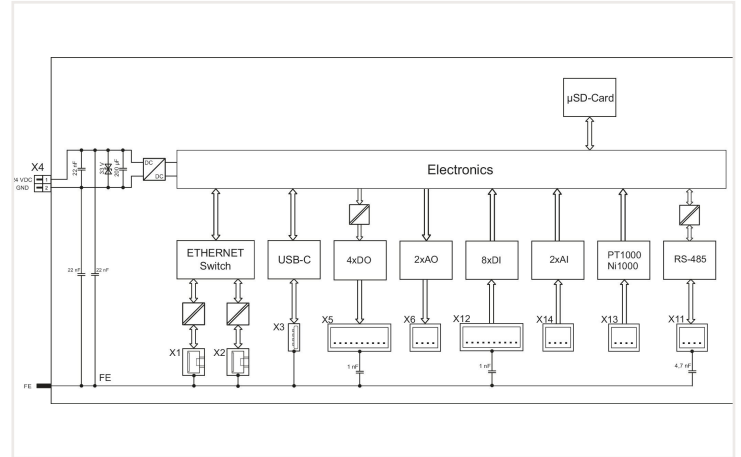 µSD-Card
X4
24 VDC
1
GND
2
22 nF
33 V
DC
DC
Electronics
22 nF
22 nF
ETHERNET
Switch
USB-C
4xDO
2xAO
8xDI
2xAI
PT1000
Ni1000
RS-485
X1
X2
X3
X5
X6
X12
X14
X13
X11
1 nF
1 nF
4,7 nF
FE
FE